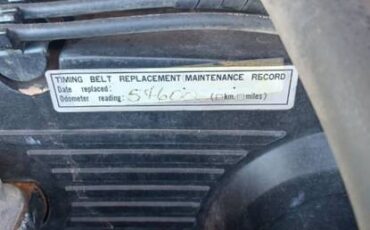 TIMING BELT REPLACEMENT MAINTENANCE RECORD
Date replaced:
Odometer reading: 54600 (□km.□miles)